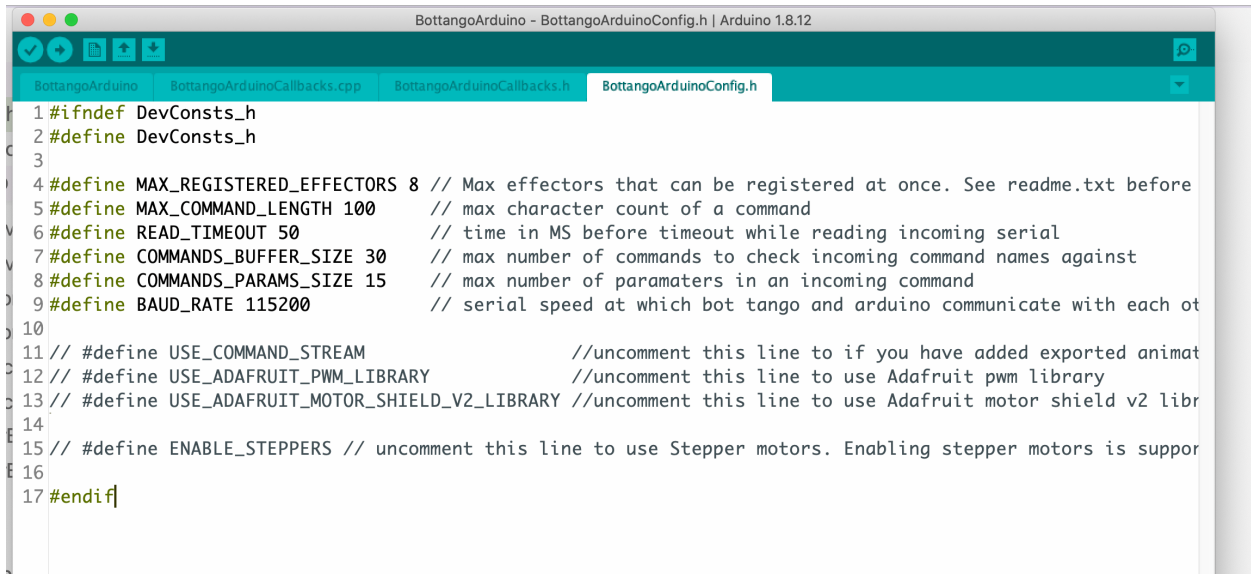 BottangoArduino - BottangoArduinoConfig.h | Arduino 1.8.12
BottangoArduino BottangoArduinoCallbacks.cpp BottangoArduinoCallbacks.h BottangoArduinoConfig.h
1 #ifndef DevConsts_h
2 #define DevConsts_h
3
4 #define MAX_REGISTERED_EFFECTORS 8 // Max effectors that can be registered at once. See readme.txt before
5 #define MAX_COMMAND_LENGTH 100 // max character count of a command
6 #define READ_TIMEOUT 50 // time in MS before timeout while reading incoming serial
7 #define COMMANDS_BUFFER_SIZE 30 // max number of commands to check incoming command names against
8 #define COMMANDS_PARAMS_SIZE 15 // max number of paramaters in an incoming command
9 #define BAUD_RATE 115200 // serial speed at which bot tango and arduino communicate with each ot
10
11 // #define USE_COMMAND_STREAM //uncomment this line to if you have added exported animat
12 // #define USE_ADAFRUIT_PWM_LIBRARY //uncomment this line to use Adafruit pwm library
13 // #define USE_ADAFRUIT_MOTOR_SHIELD_V2_LIBRARY //uncomment this line to use Adafruit motor shield v2 libr
14
15 // #define ENABLE_STEPPERS // uncomment this line to use Stepper motors. Enabling stepper motors is suppor
16
17 #endif